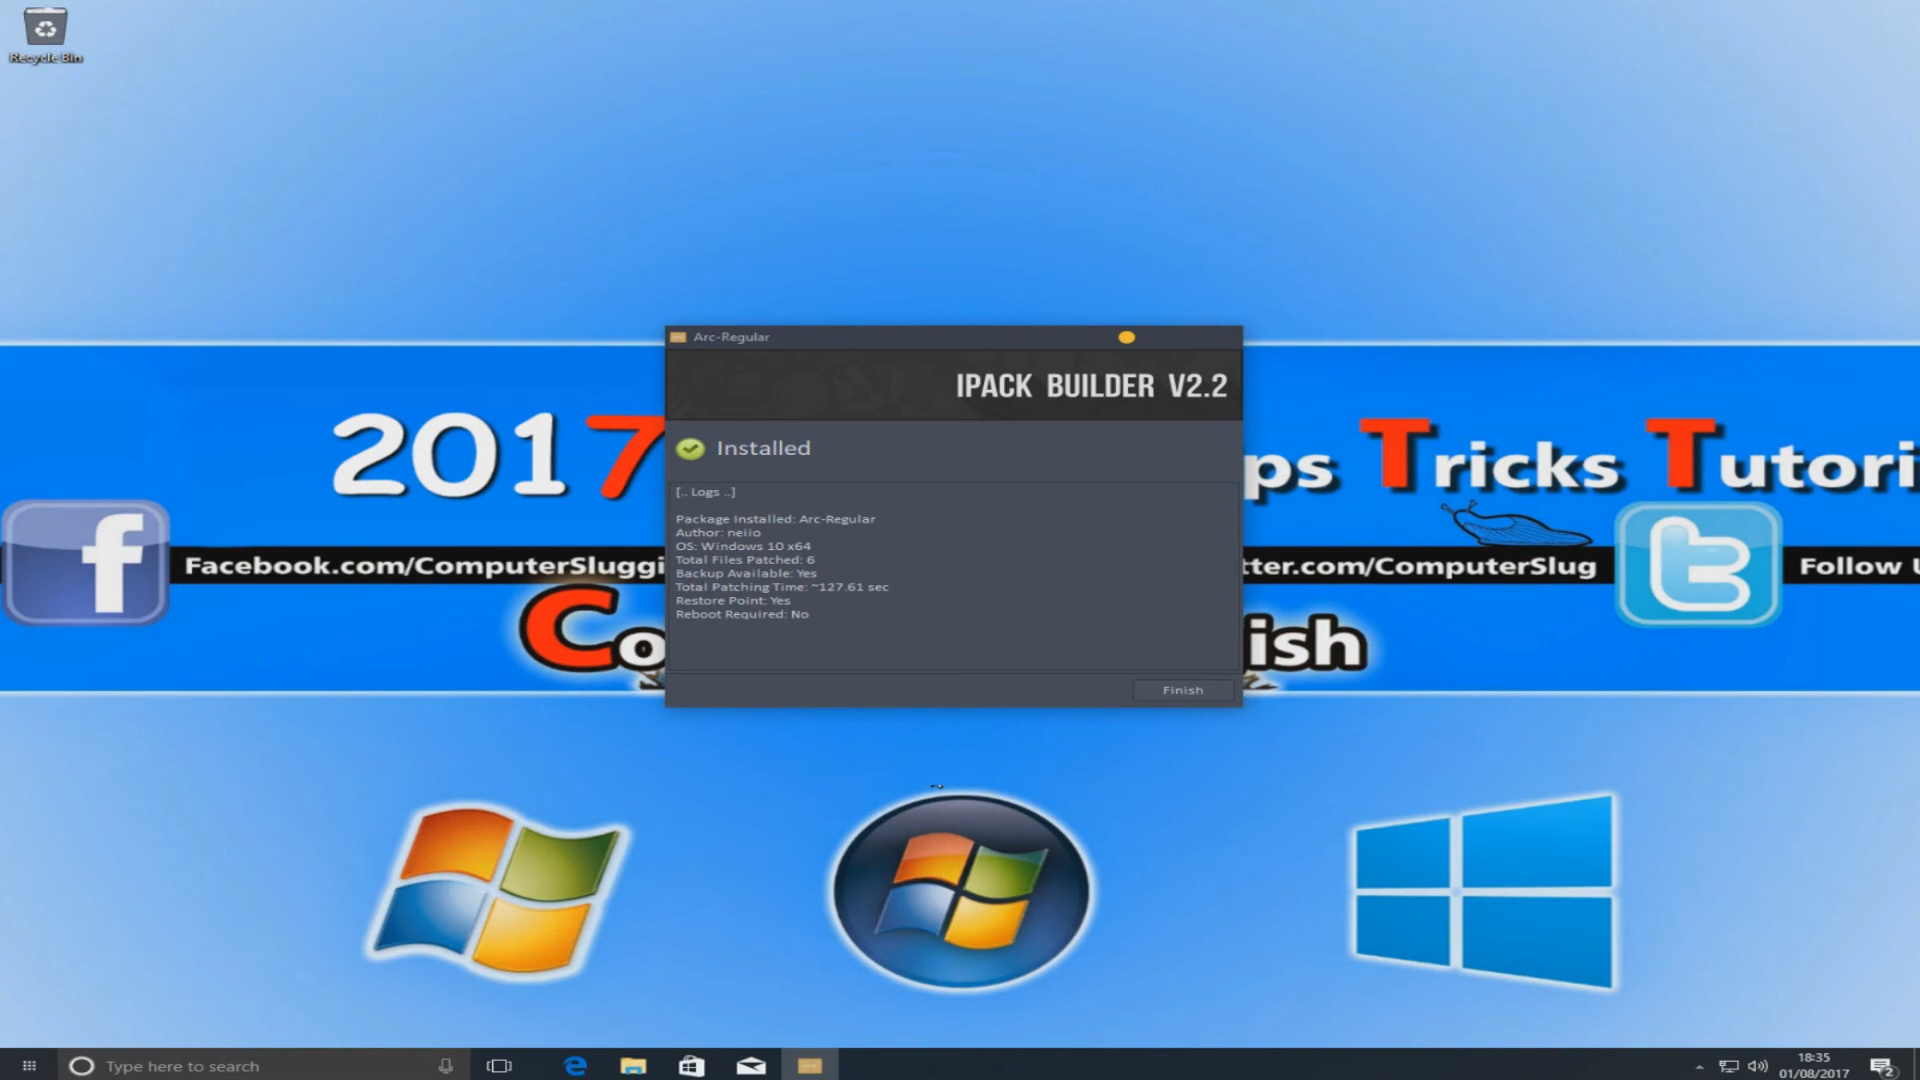 Recycle Bin
Arc-Regular
IPACK BUILDER V2.2
Installed
[.. Logs ..]
Package Installed: Arc-Regular
Author: neiio
OS: Windows 10 x64
Total Files Patched: 6
Backup Available: Yes
Total Patching Time: ~127.61 sec
Restore Point: Yes
Reboot Required: No
Finish
2017
ps Tricks Tutori
f
Facebook.com/ComputerSluggi
tter.com/ComputerSlug
t
Follow U
Co
ish
Type here to search
18:35
01/08/2017
2